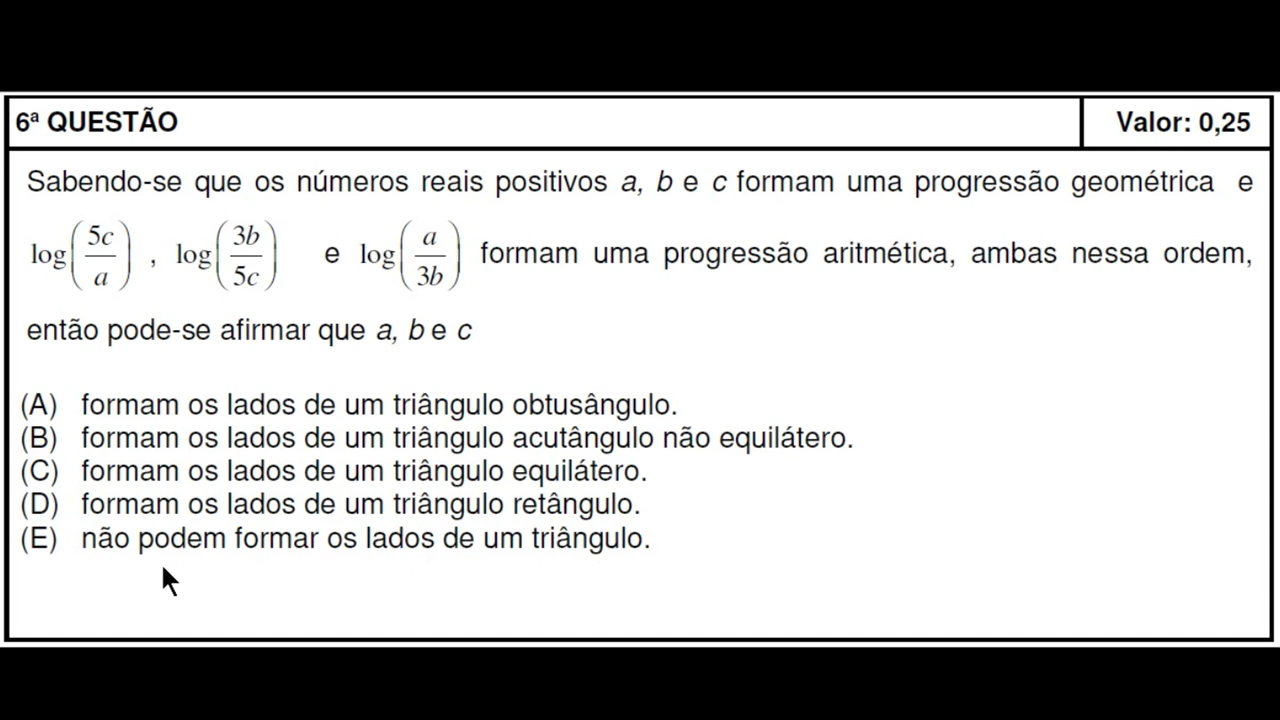 6ª QUESTÃO Valor: 0,25
Sabendo-se que os números reais positivos a, b e c formam uma progressão geométrica e
log(5c/a) , log(3b/5c) e log(a/3b) formam uma progressão aritmética, ambas nessa ordem,
então pode-se afirmar que a, b e c
(A) formam os lados de um triângulo obtusângulo.
(B) formam os lados de um triângulo acutângulo não equilátero.
(C) formam os lados de um triângulo equilátero.
(D) formam os lados de um triângulo retângulo.
(E) não podem formar os lados de um triângulo.